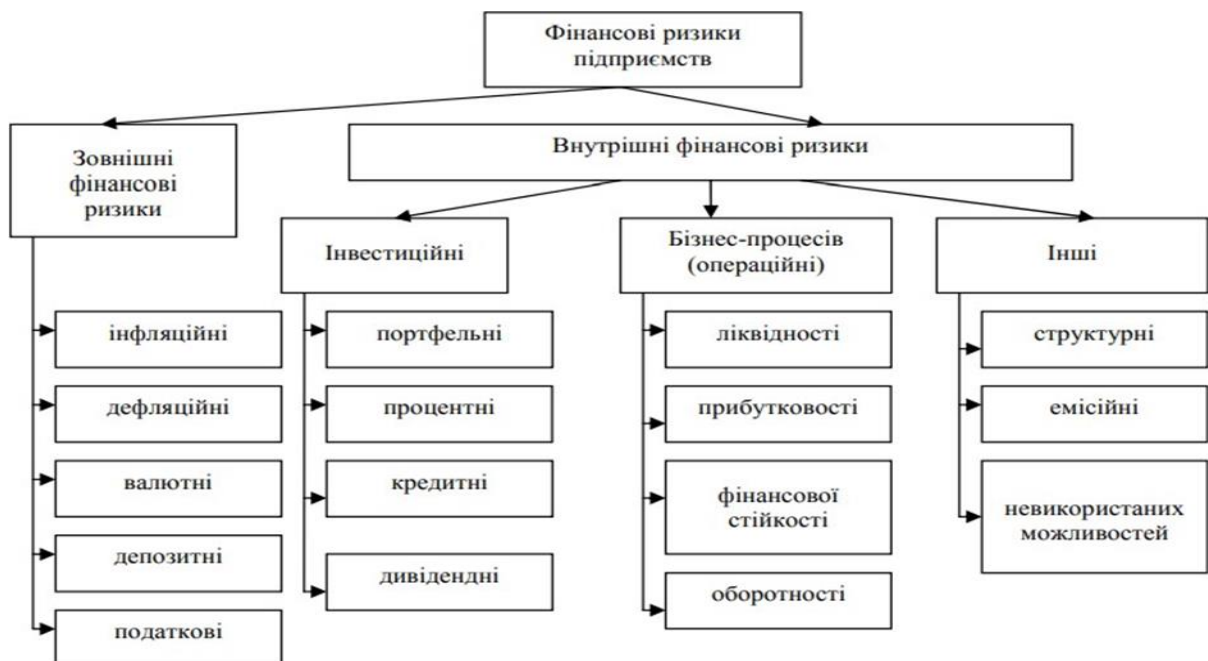 Фінансові ризики
підприємств
Зовнішні
фінансові
ризики
Внутрішні фінансові ризики
Інвестиційні
Бізнес-процесів
(операційні)
Інші
інфляційні
дефляційні
валютні
депозитні
податкові
портфельні
процентні
кредитні
дивідендні
ліквідності
прибутковості
фінансової
стійкості
оборотності
структурні
емісійні
невикористаних
можливостей